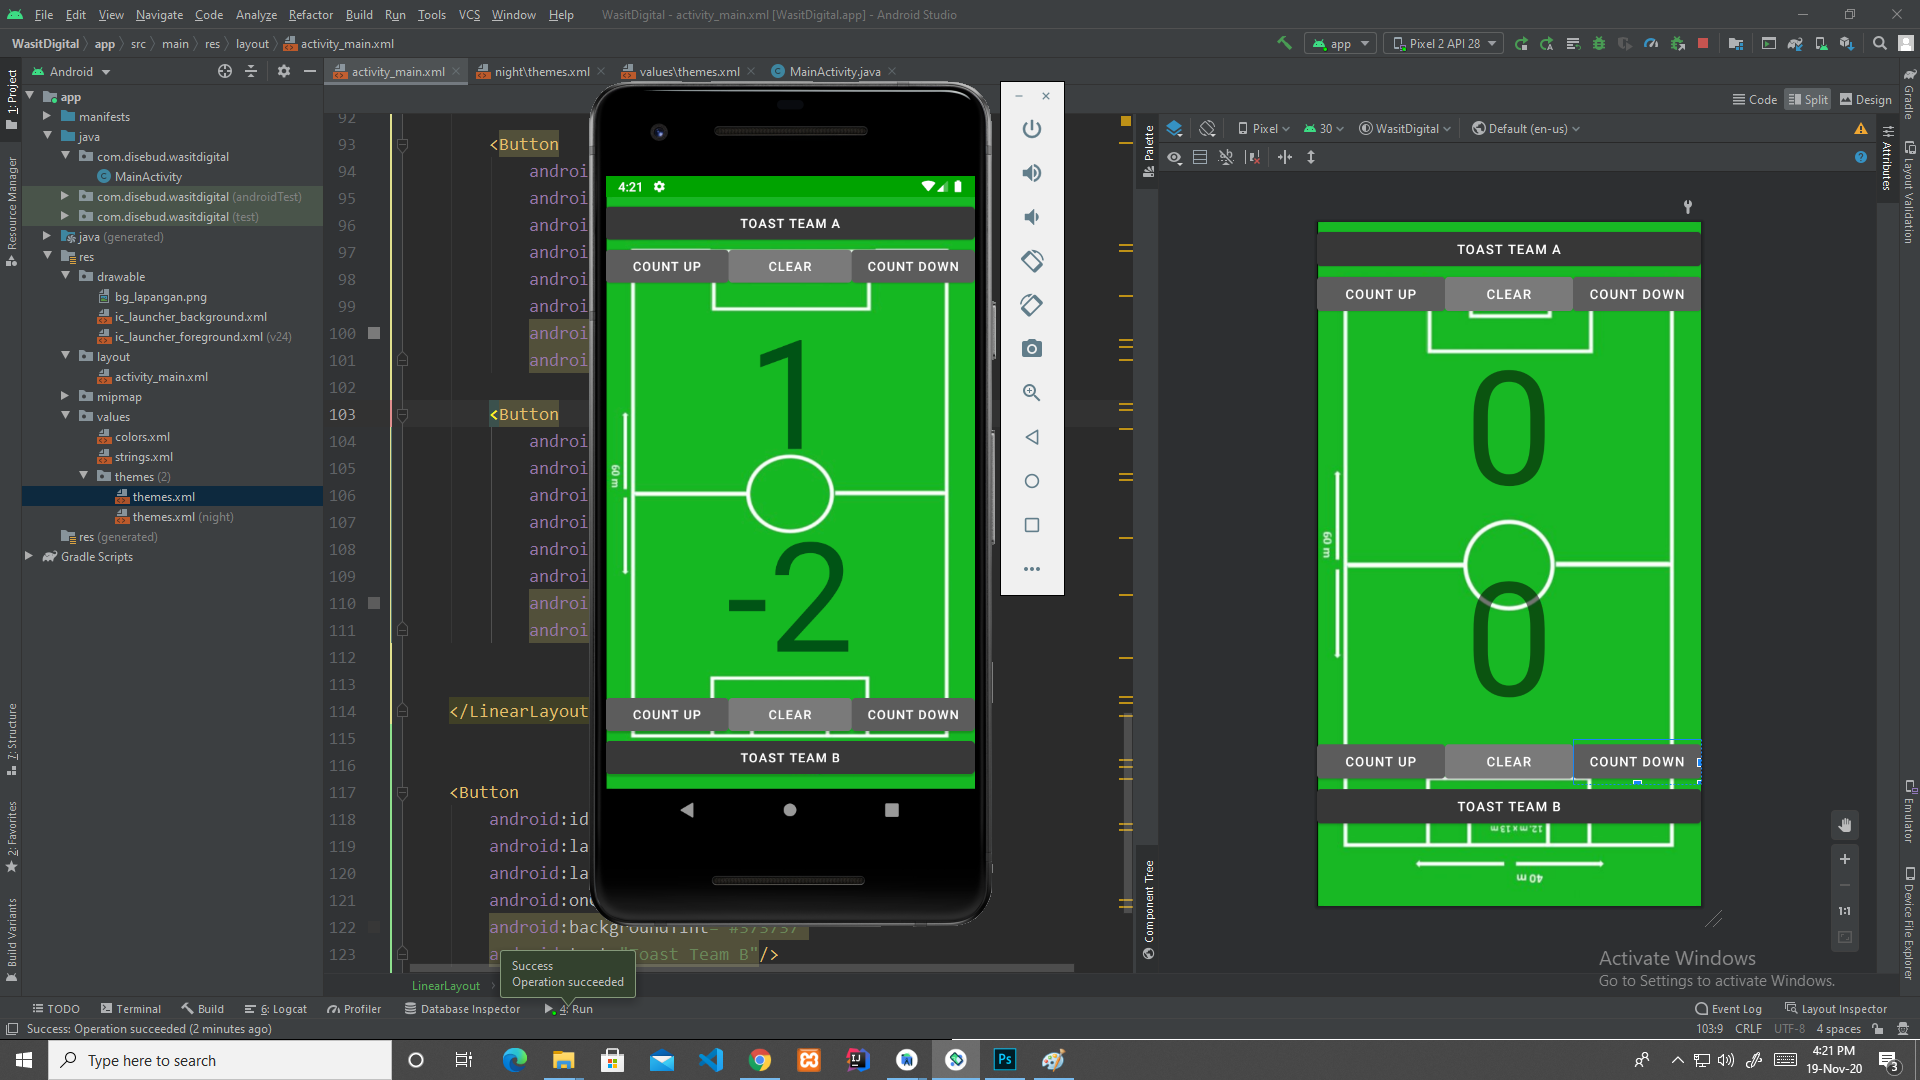 File Edit View Navigate Code Analyze Refactor Build Run Tools VCS Window Help WasitDigital - activity_main.xml [WasitDigital.app] - Android Studio
WasitDigital app src main res layout activity_main.xml
app Pixel 2 API 28
Android
activity_main.xml night\themes.xml values\themes.xml MainActivity.java
Code Split Design
1: Project
Resource Manager
7: Structure
2: Favorites
Build Variants
app
manifests
java
com.disebud.wasitdigital
MainActivity
com.disebud.wasitdigital (androidTest)
com.disebud.wasitdigital (test)
java (generated)
res
drawable
bg_lapangan.png
ic_launcher_background.xml
ic_launcher_foreground.xml (v24)
layout
activity_main.xml
mipmap
values
colors.xml
strings.xml
themes (2)
themes.xml
themes.xml (night)
res (generated)
Gradle Scripts
92
93 <Button
94 androi
95 androi
96 androi
97 androi
98 androi
99 androi
100 androi
101 androi
102
103 <Button
104 androi
105 androi
106 androi
107 androi
108 androi
109 androi
110 androi
111 androi
112
113
114 </LinearLayout
115
116
117 <Button
118 android:id
119 android:la
120 android:la
121 android:on
122 android:backgroundTint="#373737"
123 Toast Team B"/>
Success
Operation succeeded
LinearLayout
4:21
TOAST TEAM A
COUNT UP CLEAR COUNT DOWN
1
60 m
-2
COUNT UP CLEAR COUNT DOWN
TOAST TEAM B
Palette
Component Tree
Pixel 30 WasitDigital Default (en-us)
TOAST TEAM A
COUNT UP CLEAR COUNT DOWN
0
60 m
0
COUNT UP CLEAR COUNT DOWN
TOAST TEAM B
12 m x 13 m
40 m
1:1
Gradle
Attributes
Layout Validation
Emulator
Device File Explorer
Activate Windows
Go to Settings to activate Windows.
TODO Terminal Build 6: Logcat Profiler Database Inspector 4: Run Event Log Layout Inspector
Success: Operation succeeded (2 minutes ago) 103:9 CRLF UTF-8 4 spaces
Type here to search
Ps
4:21 PM
19-Nov-20
3